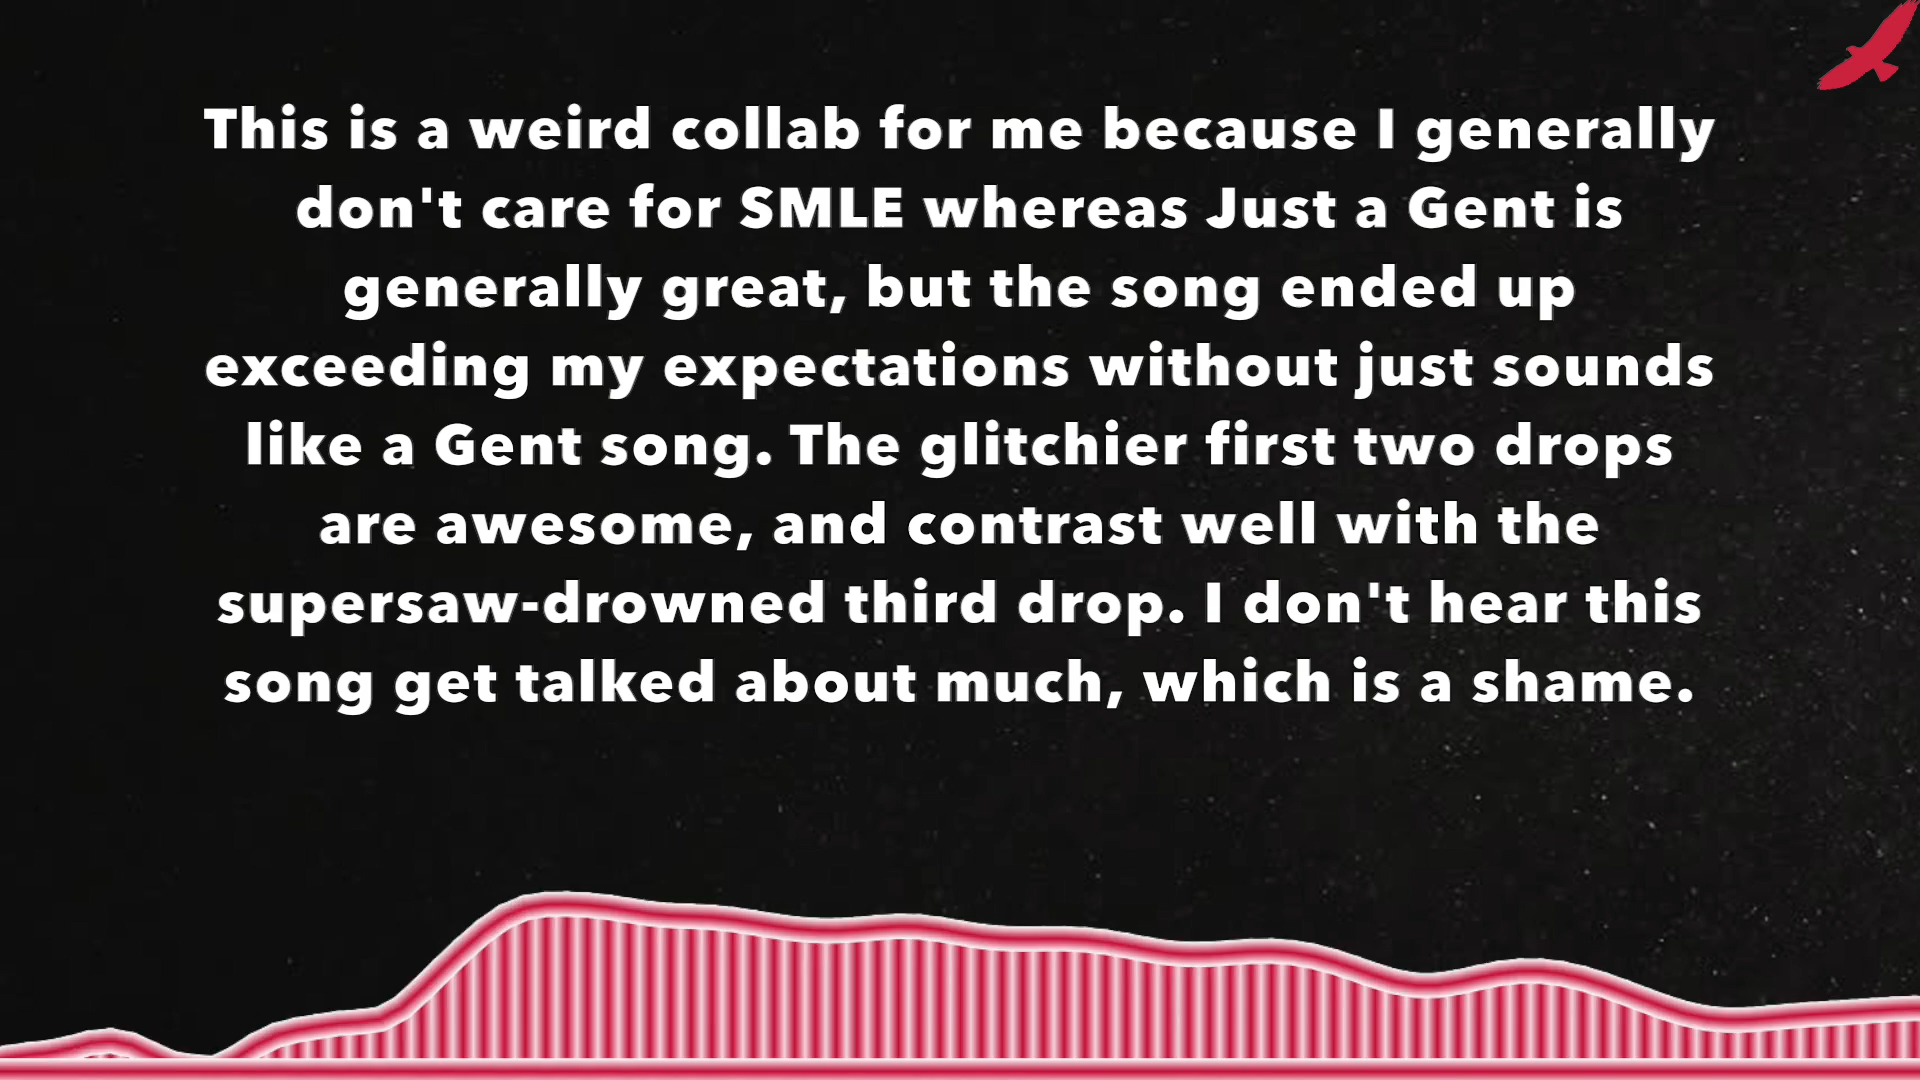 This is a weird collab for me because I generally
don't care for SMLE whereas Just a Gent is
generally great, but the song ended up
exceeding my expectations without just sounds
like a Gent song. The glitchier first two drops
are awesome, and contrast well with the
supersaw-drowned third drop. I don't hear this
song get talked about much, which is a shame.